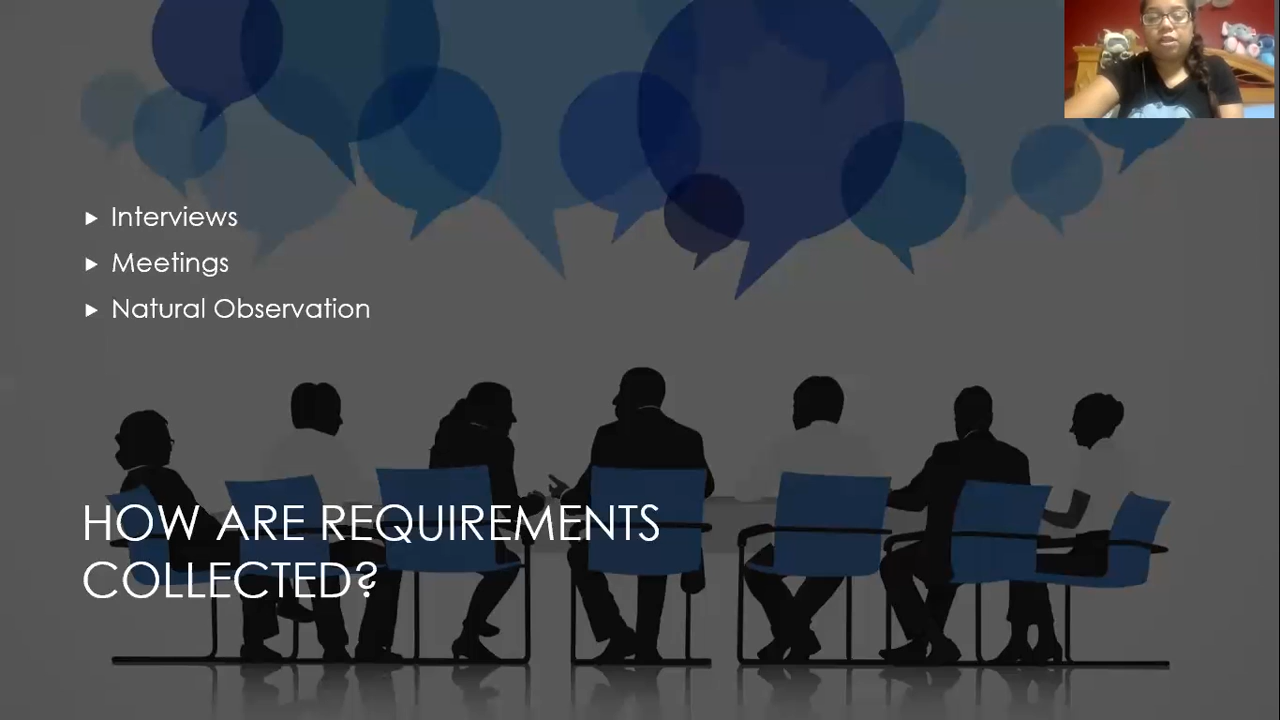 Interviews
Meetings
Natural Observation
HOW ARE REQUIREMENTS
COLLECTED?